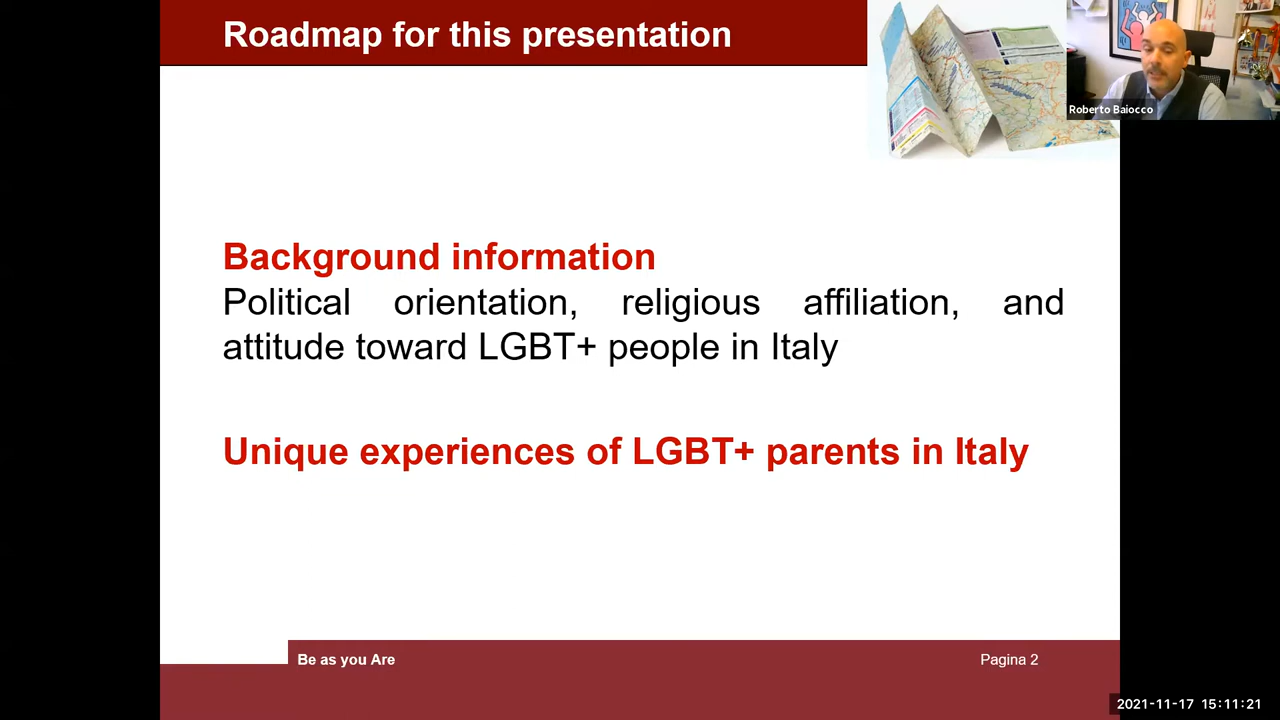 Roadmap for this presentation
Roberto Baiocco
Background information
Political orientation, religious affiliation, and
attitude toward LGBT+ people in Italy
Unique experiences of LGBT+ parents in Italy
Be as you Are
Pagina 2
2021-11-17 15:11:21